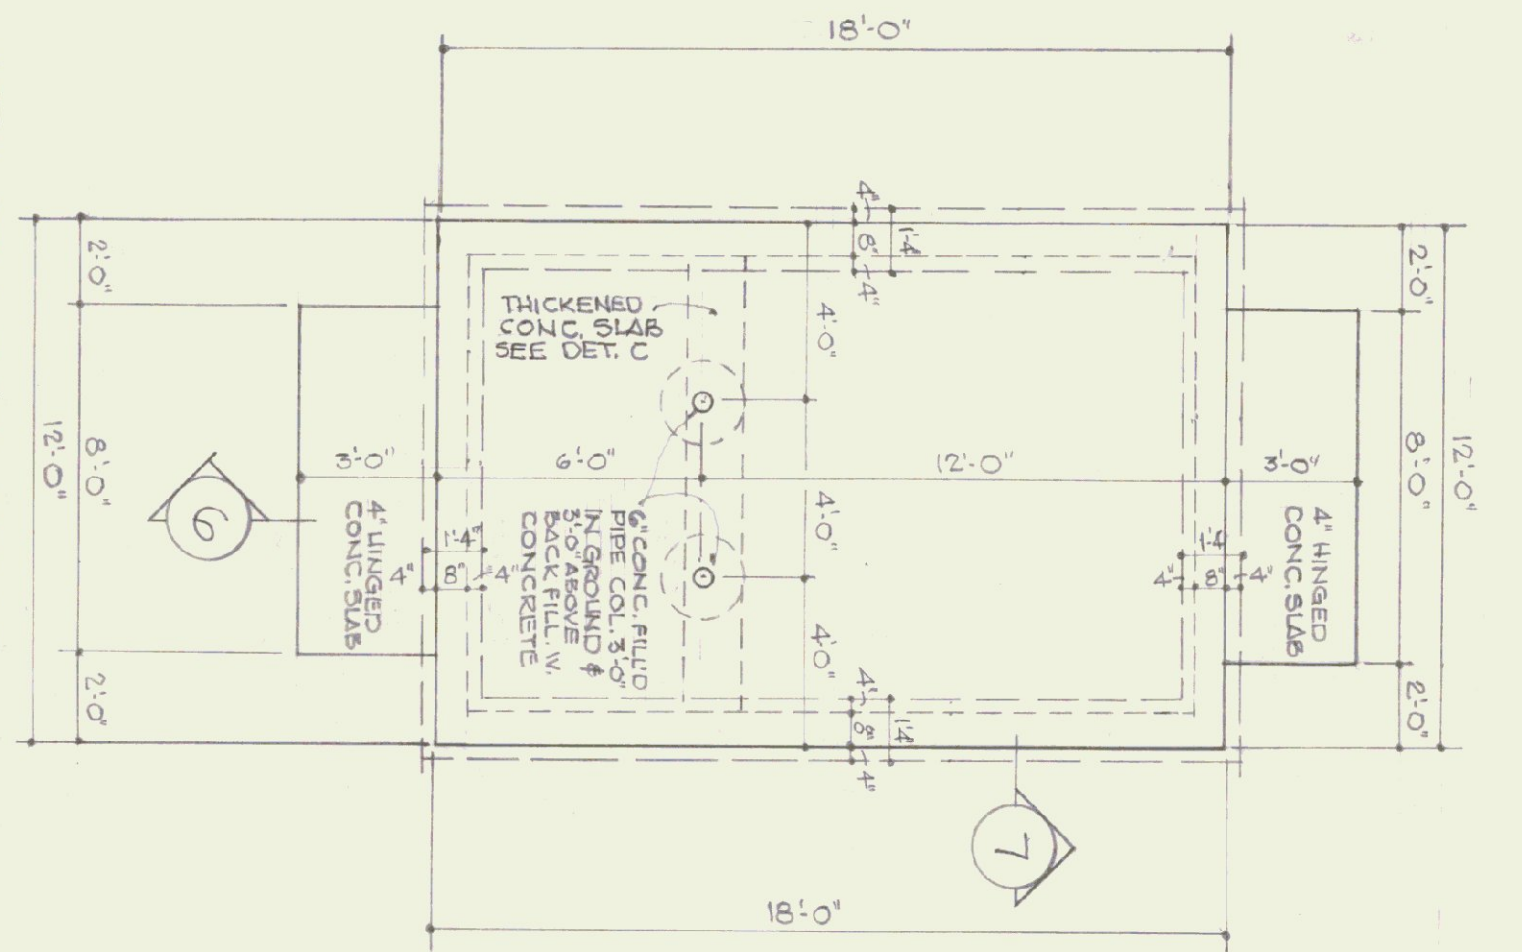 18'-0"
4"
8"
1'-4"
4"
2'-0"
8'-0"
2'-0"
12'-0"
THICKENED
CONC. SLAB
SEE DET. C
4'-0"
4'-0"
4'-0"
2'-0"
8'-0"
2'-0"
12'-0"
3'-0"
6'-0"
12'-0"
3'-0"
6
4" HINGED
CONC. SLAB
1'-4"
4"
8"
4"
6" CONC. FILL'D
PIPE COL. 3'-0"
IN GROUND &
3'-0" ABOVE
BACK FILL. W.
CONCRETE
1'-4
4"
8"
4"
4" HINGED
CONC. SLAB
4"
8"
1'-4"
4"
7
18'-0"